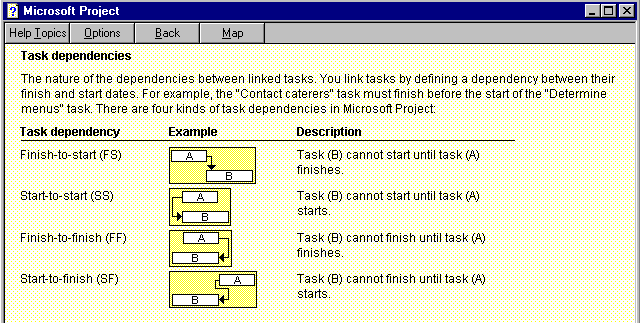 Microsoft Project
Help Topics Options Back Map
Task dependencies
The nature of the dependencies between linked tasks. You link tasks by defining a dependency between their
finish and start dates. For example, the "Contact caterers" task must finish before the start of the "Determine
menus" task. There are four kinds of task dependencies in Microsoft Project:
Task dependency Example Description
Finish-to-start (FS) A B Task (B) cannot start until task (A)
finishes.
Start-to-start (SS) A B Task (B) cannot start until task (A)
starts.
Finish-to-finish (FF) A B Task (B) cannot finish until task (A)
finishes.
Start-to-finish (SF) A B Task (B) cannot finish until task (A)
starts.